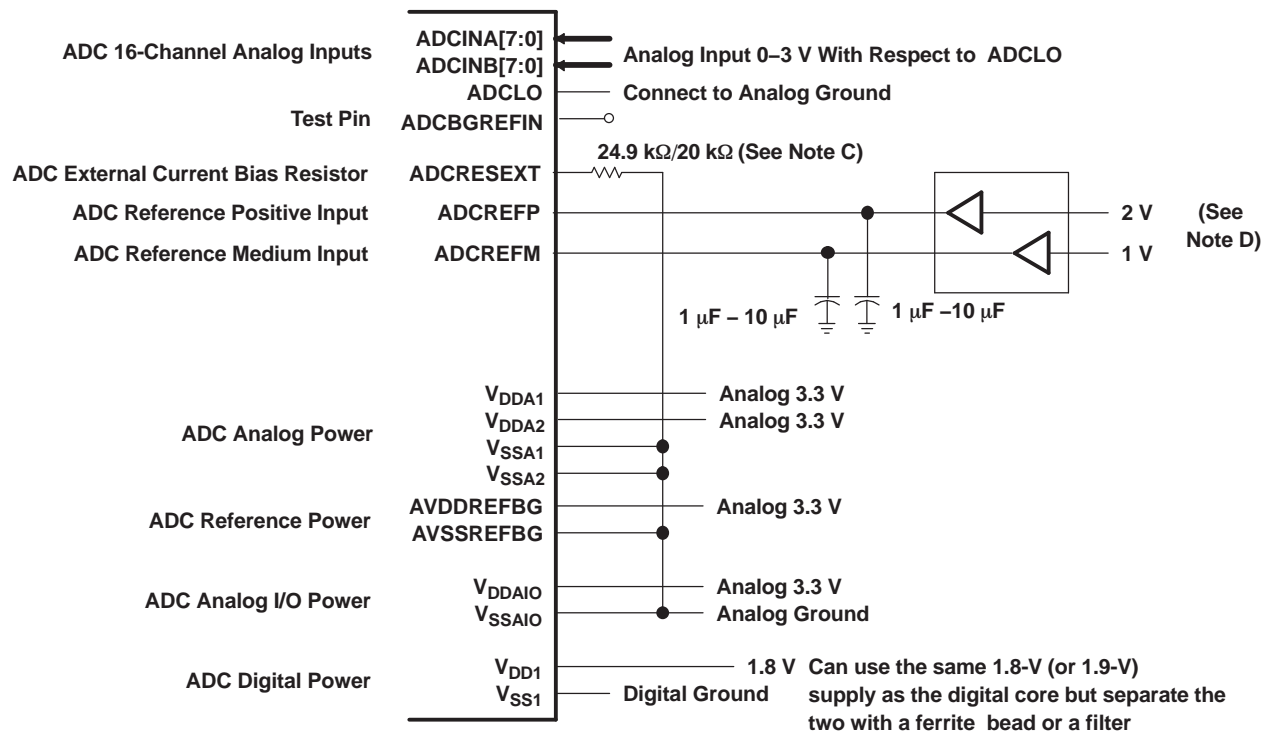 ADC 16-Channel Analog Inputs
ADCINA[7:0]
ADCINB[7:0]
Analog Input 0–3 V With Respect to ADCLO
ADCLO
Connect to Analog Ground
Test Pin
ADCBGREFIN
24.9 kΩ/20 kΩ (See Note C)
ADC External Current Bias Resistor
ADCRESEXT
ADC Reference Positive Input
ADCREFP
2 V
(See
Note D)
ADC Reference Medium Input
ADCREFM
1 V
1 μF – 10 μF
1 μF –10 μF
ADC Analog Power
VDDA1
Analog 3.3 V
VDDA2
Analog 3.3 V
VSSA1
VSSA2
ADC Reference Power
AVDDREFBG
Analog 3.3 V
AVSSREFBG
ADC Analog I/O Power
VDDAIO
Analog 3.3 V
VSSAIO
Analog Ground
ADC Digital Power
VDD1
1.8 V Can use the same 1.8-V (or 1.9-V)
supply as the digital core but separate the
two with a ferrite bead or a filter
VSS1
Digital Ground